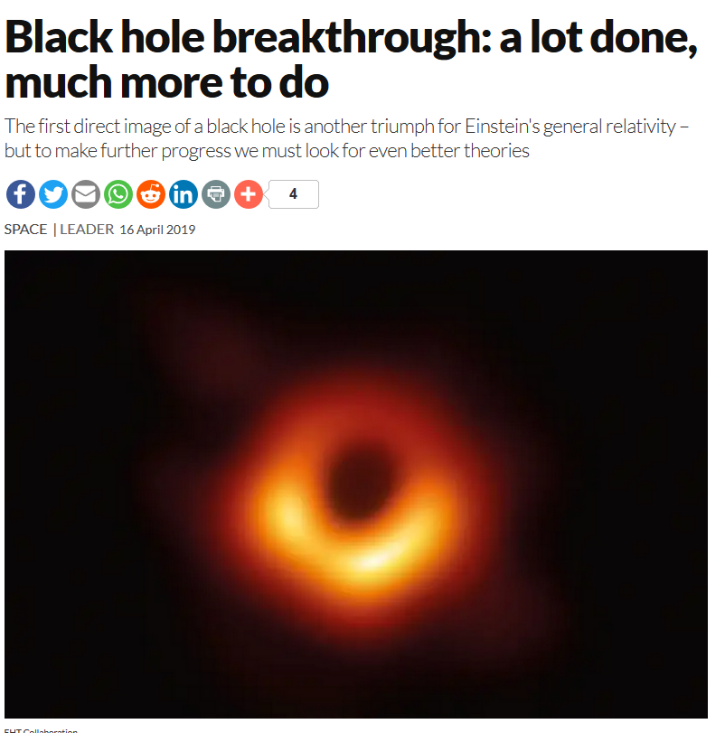 Black hole breakthrough: a lot done,
much more to do
The first direct image of a black hole is another triumph for Einstein's general relativity –
but to make further progress we must look for even better theories
4
SPACE | LEADER 16 April 2019
EHT Collaboration